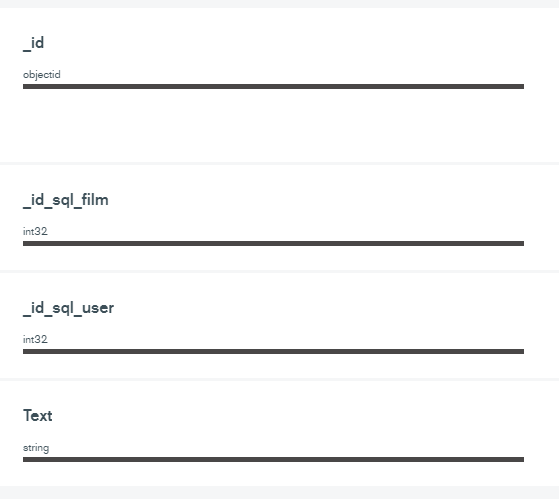 _id
objectid
_id_sql_film
int32
_id_sql_user
int32
Text
string